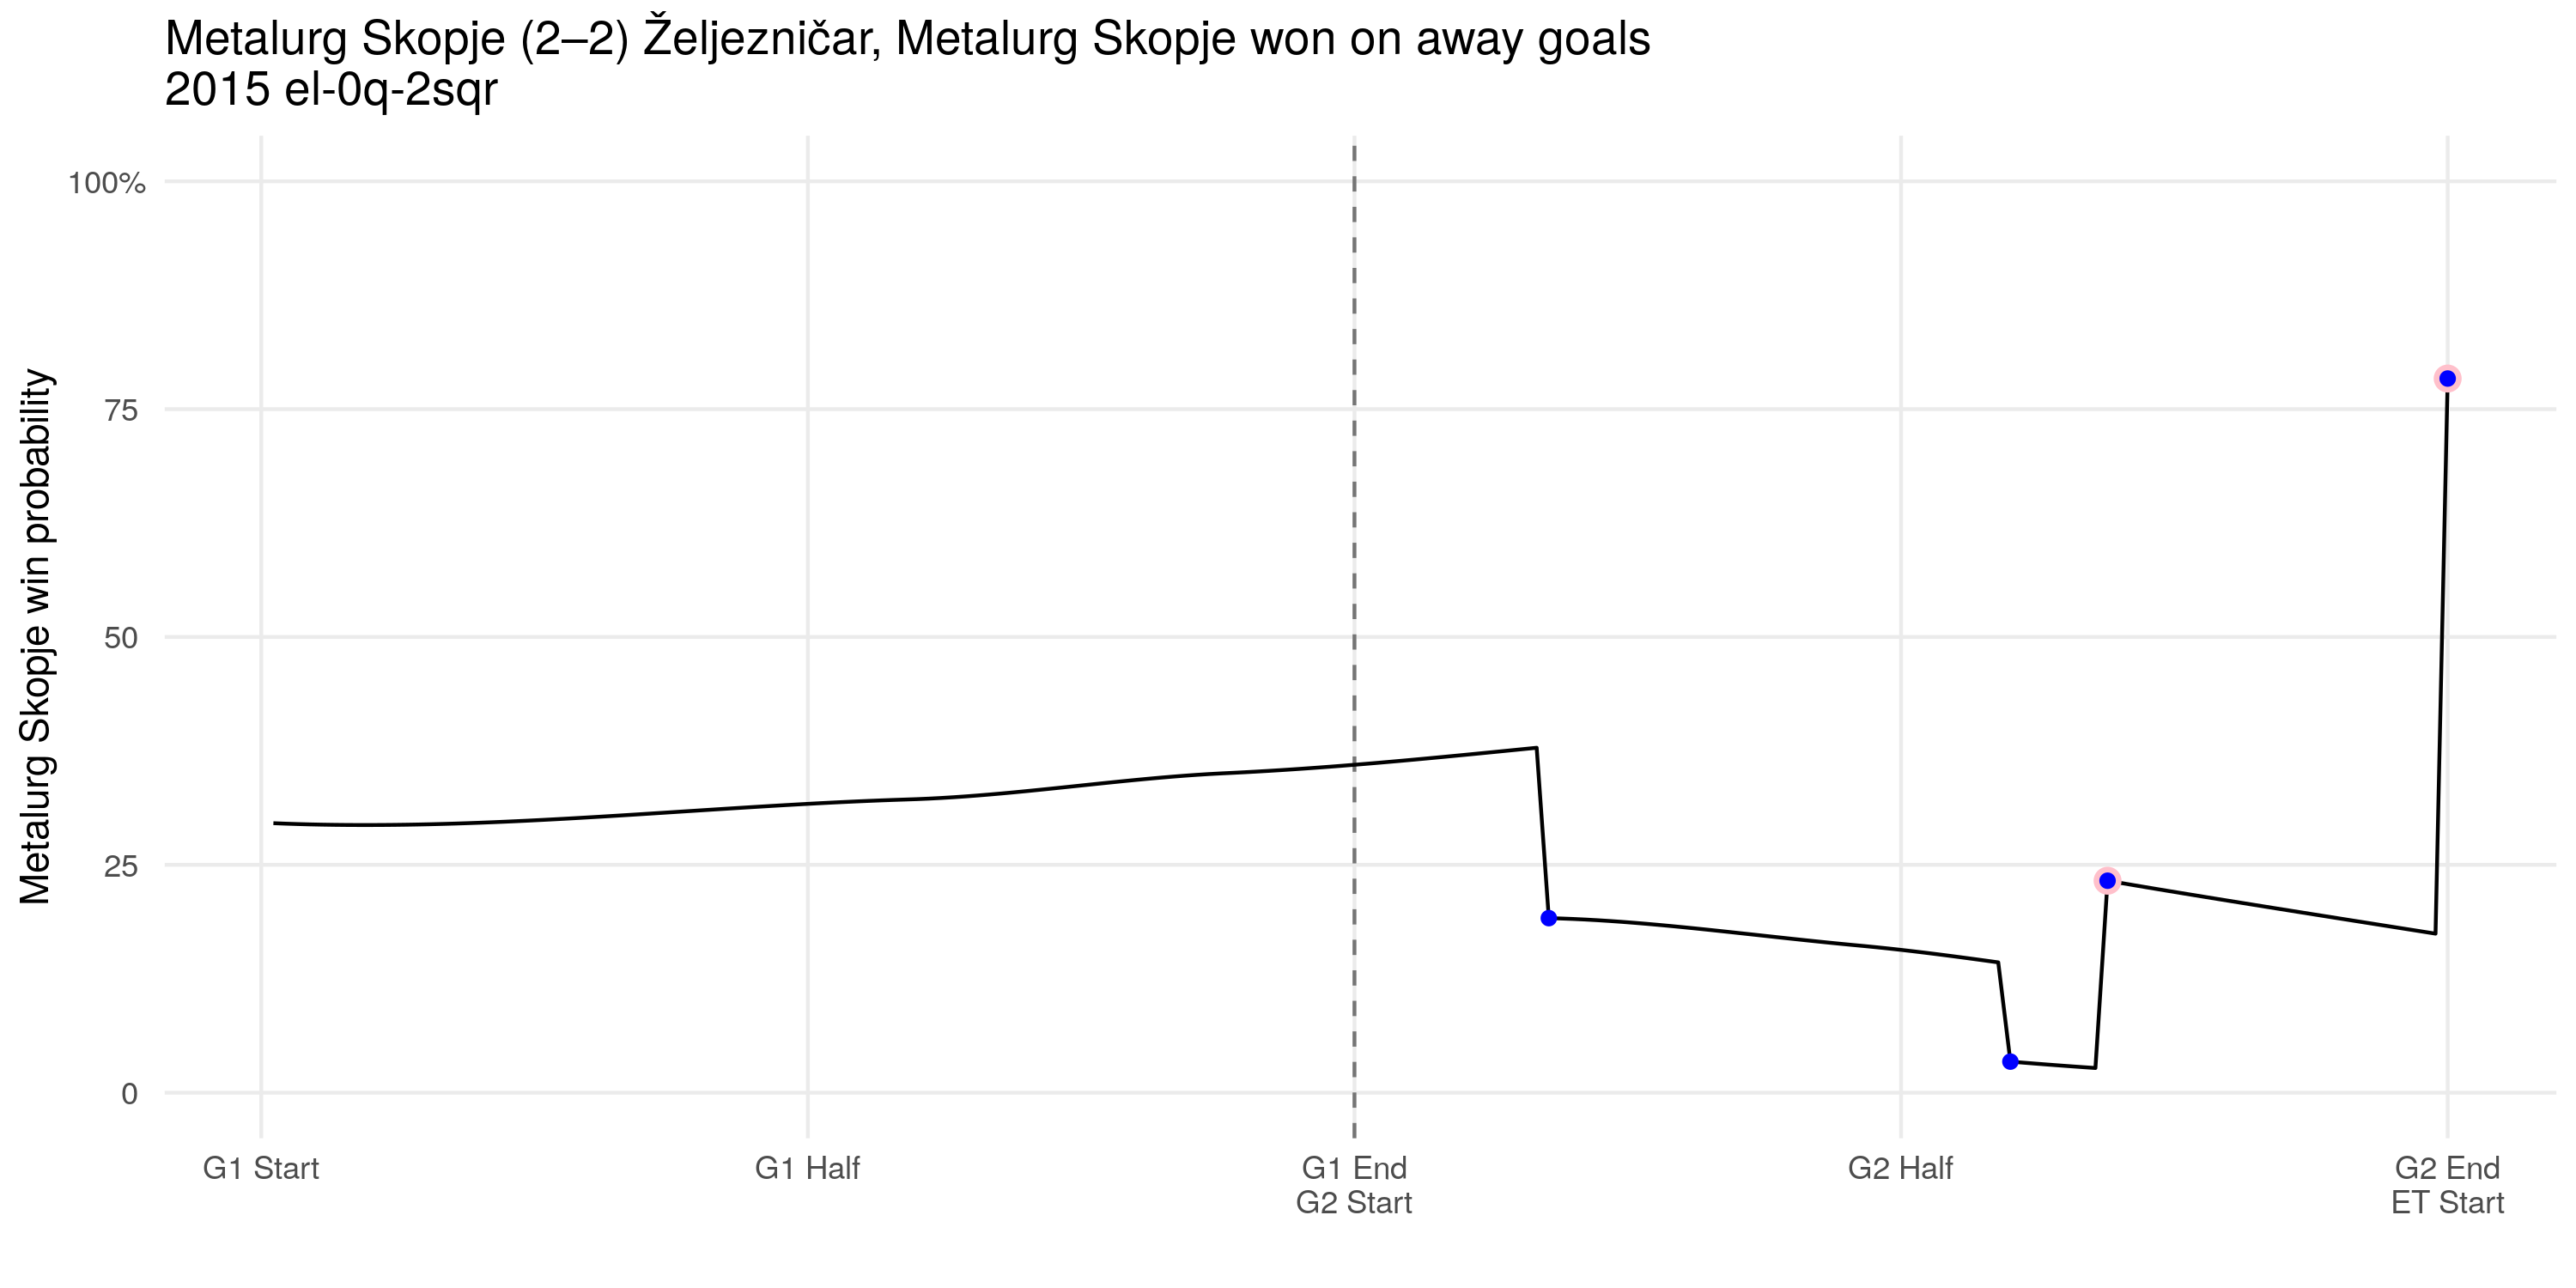 Metalurg Skopje (2–2) Željezničar, Metalurg Skopje won on away goals
2015 el-0q-2sqr
Metalurg Skopje win probability
100%
75
50
25
0
G1 Start
G1 Half
G1 End
G2 Start
G2 Half
G2 End
ET Start